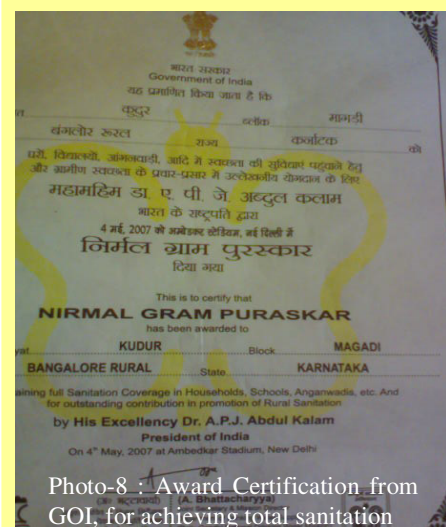 भारत सरकार
Government of India
यह प्रमाणित किया जाता है कि
कुदूर ब्लॉक मागड़ी
बंगलोर रूरल राज्य कर्नाटक को
घरों, विद्यालयों, आंगनवाड़ी, आदि में स्वच्छता की सुविधाएं पहुंचाने हेतु
और ग्रामीण स्वच्छता के प्रचार-प्रसार में उल्लेखनीय योगदान के लिए
महामहिम डा. ए. पी. जे. अब्दुल कलाम
भारत के राष्ट्रपति द्वारा
4 मई, 2007 को अम्बेडकर स्टेडियम, नई दिल्ली में
निर्मल ग्राम पुरस्कार
दिया गया
This is to certify that
NIRMAL GRAM PURASKAR
has been awarded to
KUDUR Block MAGADI
BANGALORE RURAL State KARNATAKA
full Sanitation Coverage in Households, Schools, Anganwadis, etc. And
for outstanding contribution in promotion of Rural Sanitation
by His Excellency Dr. A.P.J. Abdul Kalam
President of India
On 4th May, 2007 at Ambedkar Stadium, New Delhi
(A. Bhattacharyya)
Photo-8 : Award Certification from
GOI, for achieving total sanitation